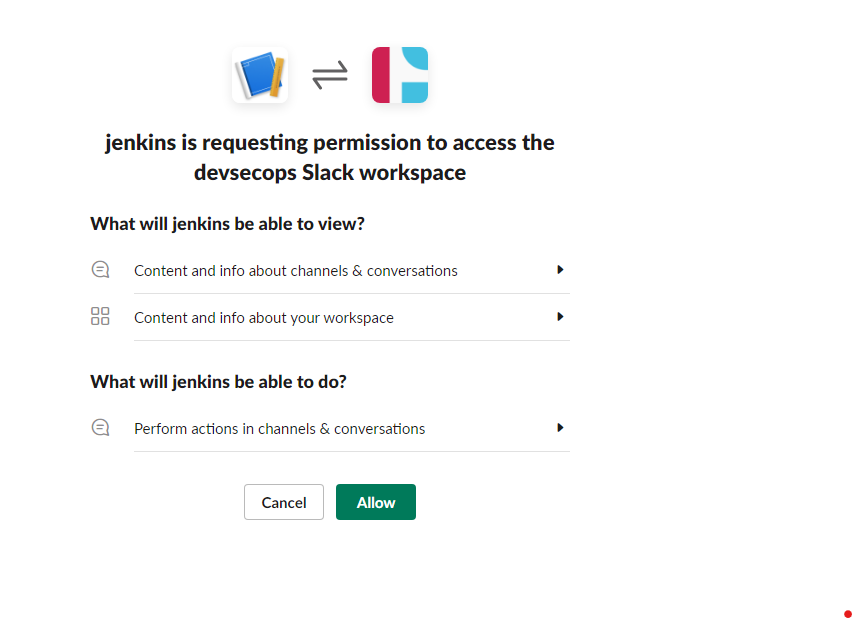 jenkins is requesting permission to access the
devsecops Slack workspace
What will jenkins be able to view?
Content and info about channels & conversations
Content and info about your workspace
What will jenkins be able to do?
Perform actions in channels & conversations
Cancel
Allow